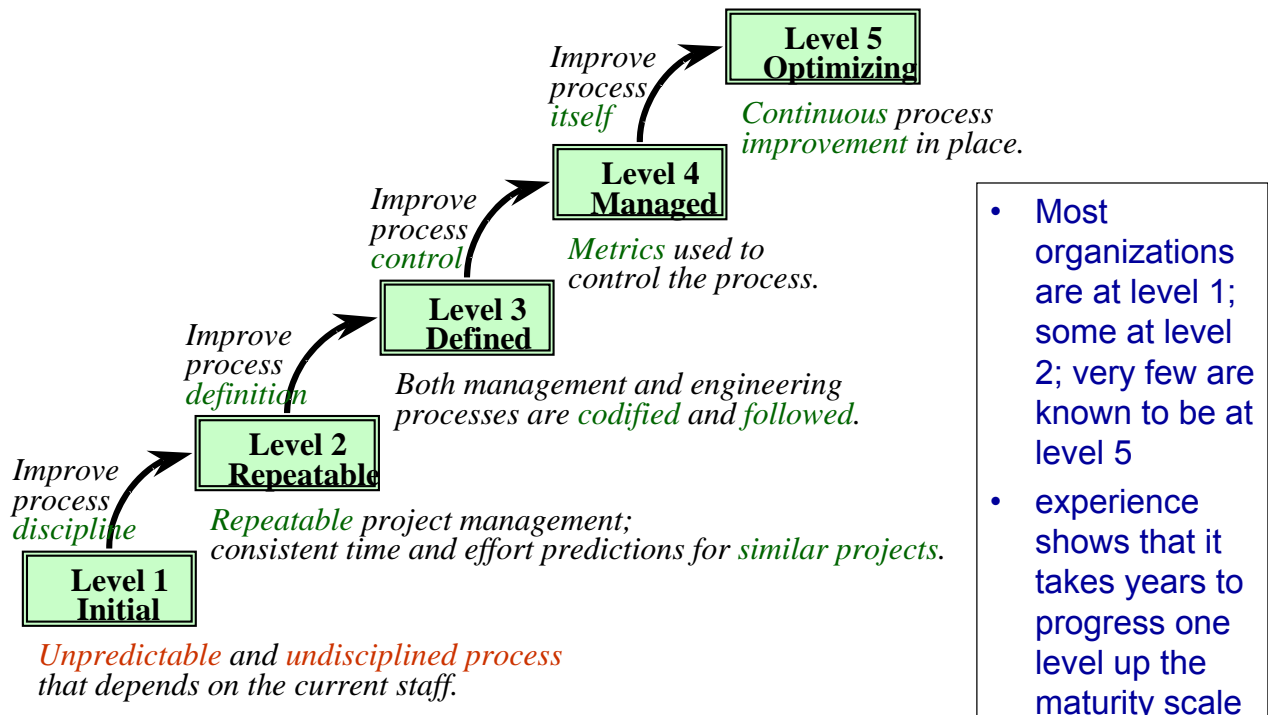 Level 5
Optimizing
Improve
process
itself
Continuous process
improvement in place.
Level 4
Managed
Improve
process
control
Metrics used to
control the process.
Level 3
Defined
Improve
process
definition
Both management and engineering
processes are codified and followed.
Level 2
Repeatable
Improve
process
discipline
Repeatable project management;
consistent time and effort predictions for similar projects.
Level 1
Initial
Unpredictable and undisciplined process
that depends on the current staff.
• Most
organizations
are at level 1;
some at level
2; very few are
known to be at
level 5
• experience
shows that it
takes years to
progress one
level up the
maturity scale